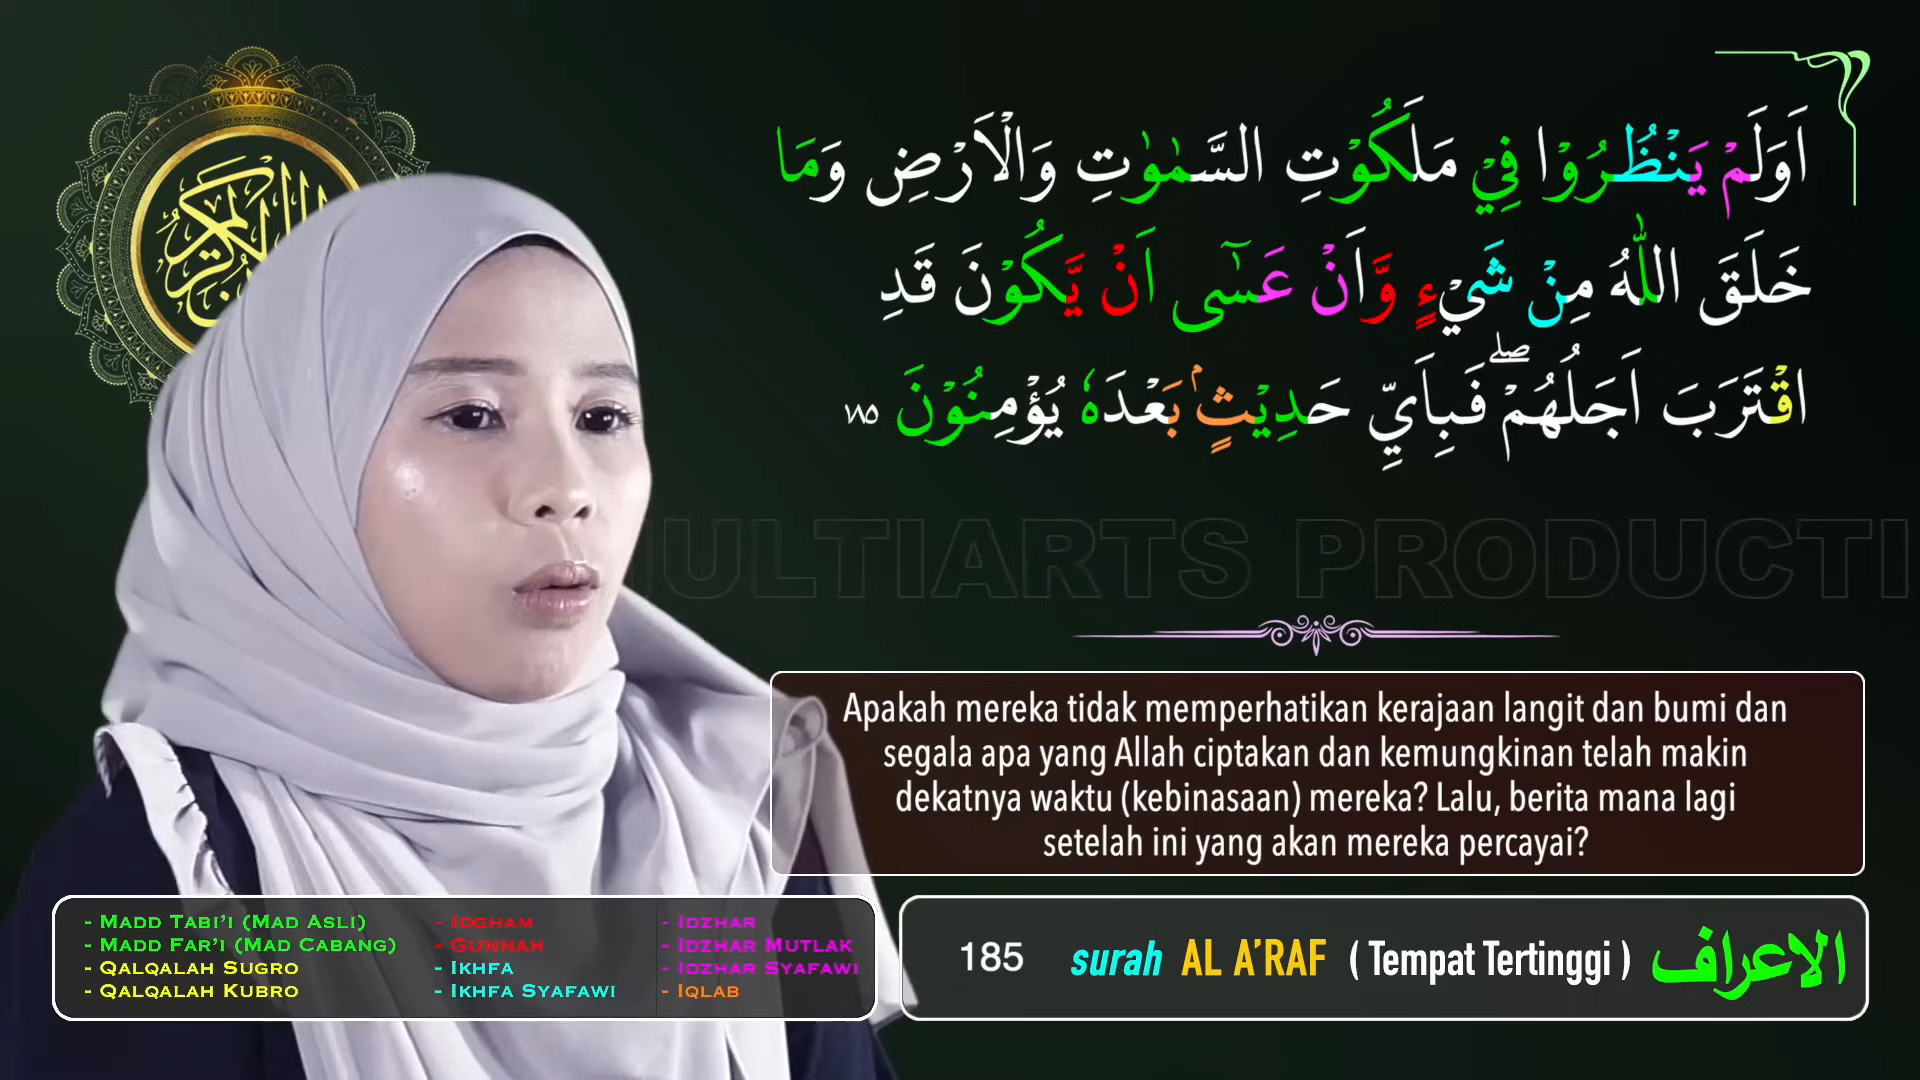 اَوَلَمْ يَنْظُرُوْا فِيْ مَلَكُوْتِ السَّمٰوٰتِ وَالْاَرْضِ وَمَا
خَلَقَ اللّٰهُ مِنْ شَيْءٍ وَّاَنْ عَسٰٓى اَنْ يَّكُوْنَ قَدِ
اقْتَرَبَ اَجَلُهُمْۖ فَبِاَيِّ حَدِيْثٍۢ بَعْدَهٗ يُؤْمِنُوْنَ ١٨٥
ULTIARTS PRODUCTI
Apakah mereka tidak memperhatikan kerajaan langit dan bumi dan
segala apa yang Allah ciptakan dan kemungkinan telah makin
dekatnya waktu (kebinasaan) mereka? Lalu, berita mana lagi
setelah ini yang akan mereka percayai?
- Madd Tabi'i (Mad Asli)
- Madd Far'i (Mad Cabang)
- Qalqalah Sugro
- Qalqalah Kubro
- Idgham
- Gunnah
- Ikhfa
- Ikhfa Syafawi
- Idzhar
- Idzhar Mutlak
- Idzhar Syafawi
- Iqlab
185 surah AL A'RAF ( Tempat Tertinggi ) الاعراف